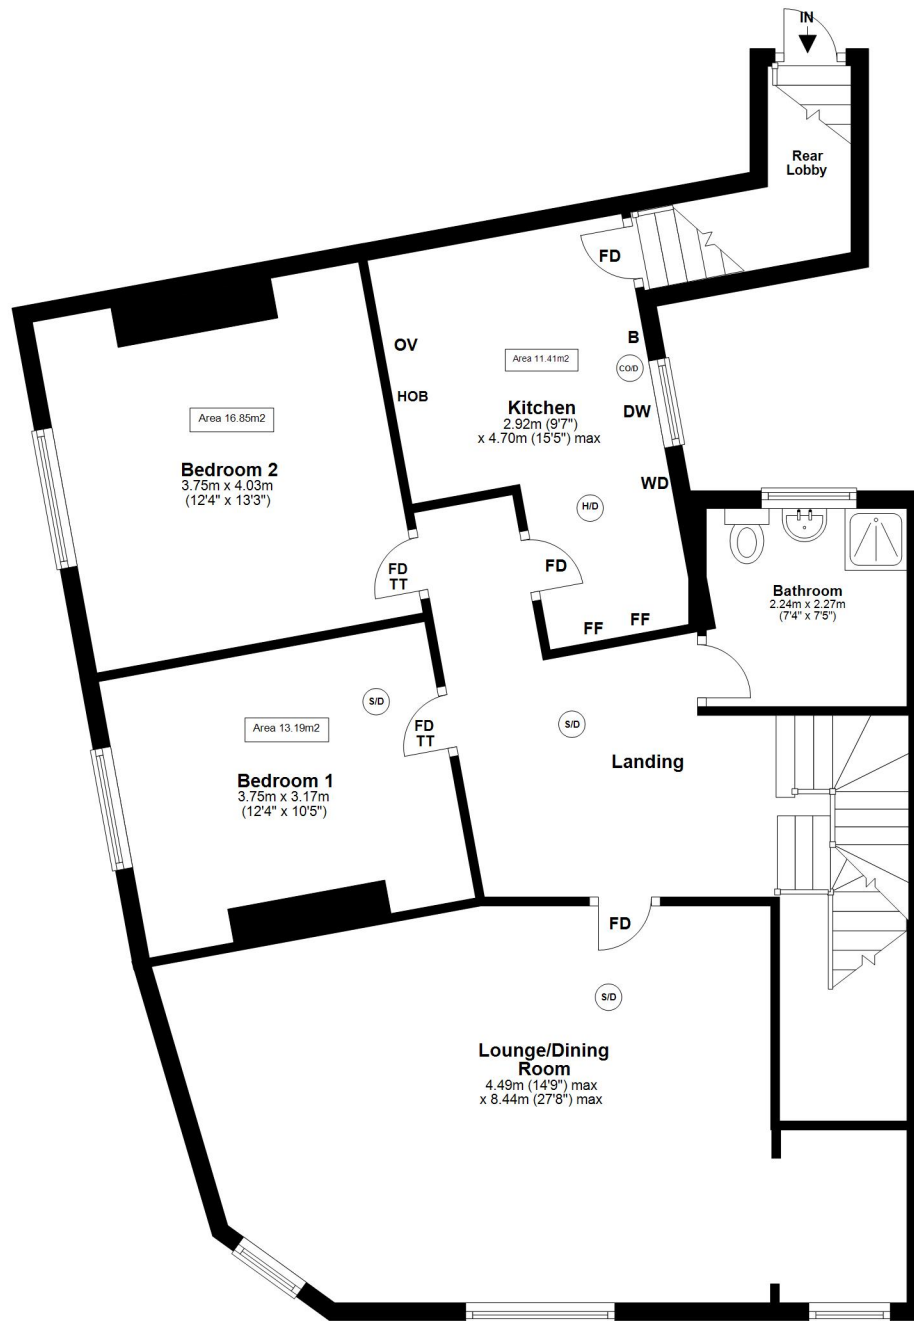 IN
Rear
Lobby
FD
OV
Area 11.41m2
B
CO/D
HOB
Kitchen
2.92m (9'7")
x 4.70m (15'5") max
DW
Area 16.85m2
Bedroom 2
3.75m x 4.03m
(12'4" x 13'3")
WD
H/D
FD
TT
FD
Bathroom
2.24m x 2.27m
(7'4" x 7'5")
FF
FF
S/D
Area 13.19m2
FD
TT
S/D
Landing
Bedroom 1
3.75m x 3.17m
(12'4" x 10'5")
FD
S/D
Lounge/Dining
Room
4.49m (14'9") max
x 8.44m (27'8") max